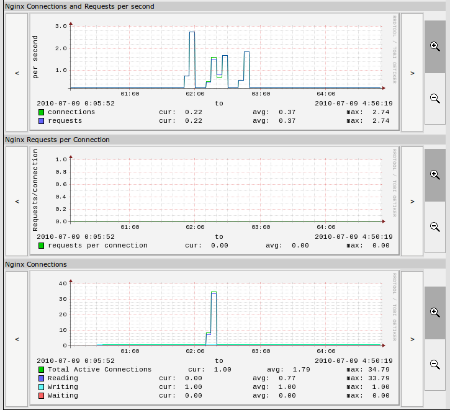 Nginx Connections and Requests per second
per second
3.0
2.0
1.0
01:00 02:00 03:00 04:00
2010-07-09 0:05:52 to 2010-07-09 4:50:19
connections cur: 0.22 avg: 0.37 max: 2.74
requests cur: 0.22 avg: 0.37 max: 2.74
Nginx Requests per Connection
Requests/connection
1.0
0.8
0.6
0.4
0.2
0.0
01:00 02:00 03:00 04:00
2010-07-09 0:05:52 to 2010-07-09 4:50:19
requests per connection cur: 0.00 avg: 0.00 max: 0.00
Nginx Connections
40
30
20
10
0
01:00 02:00 03:00 04:00
2010-07-09 0:05:52 to 2010-07-09 4:50:19
Total Active Connections cur: 1.00 avg: 1.79 max: 34.79
Reading cur: 0.00 avg: 0.77 max: 33.79
Writing cur: 1.00 avg: 1.00 max: 1.00
Waiting cur: 0.00 avg: 0.00 max: 0.00